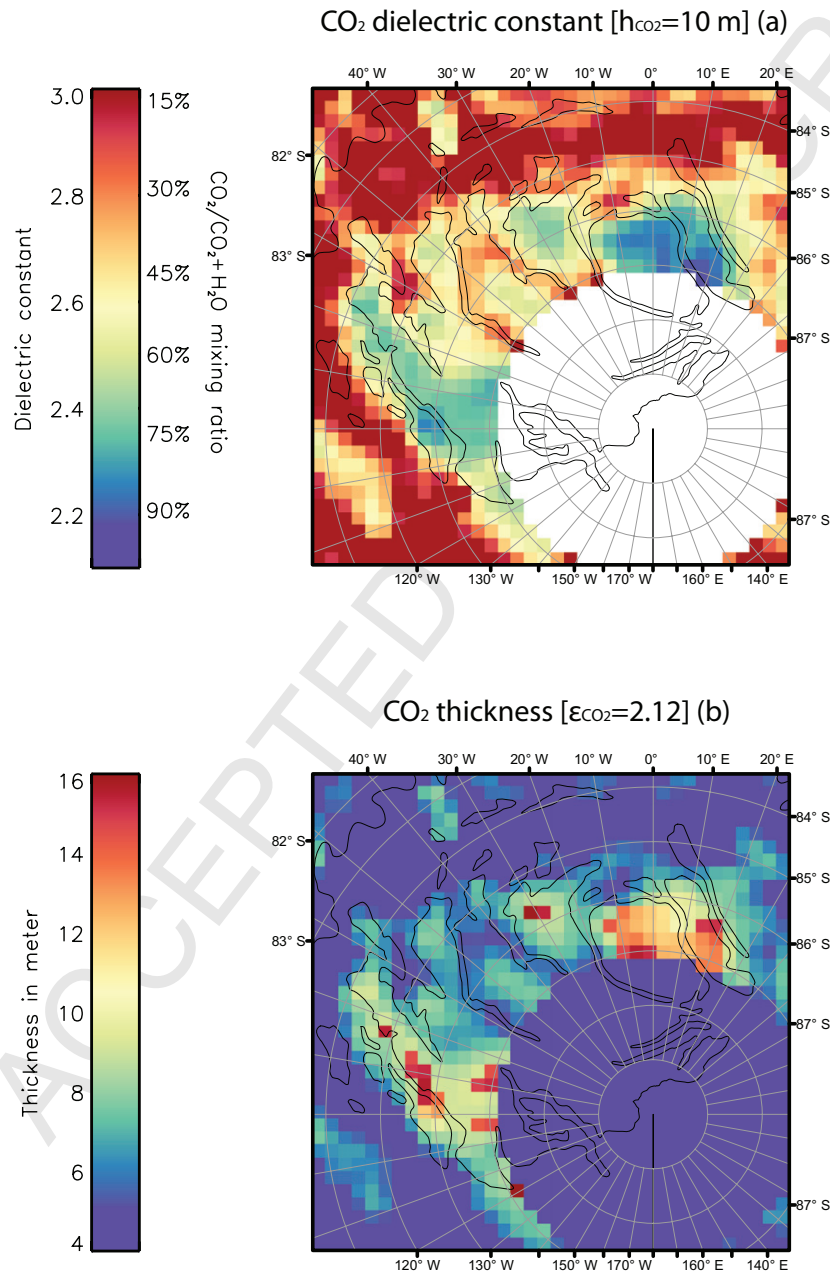 CO₂ dielectric constant [hCO2=10 m] (a)
40° W 30° W 20° W 10° W 0° 10° E 20° E
3.0 15%
84° S
82° S
2.8 30%
85° S
83° S
45%
86° S
2.6
60%
87° S
2.4 75%
2.2 90%
87° S
Dielectric constant
CO₂/CO₂+H₂O mixing ratio
120° W 130° W 150° W 170° W 160° E 140° E
ACCEPTED
CO₂ thickness [εCO2=2.12] (b)
40° W 30° W 20° W 10° W 0° 10° E 20° E
16
84° S
82° S
14
85° S
12
83° S
86° S
10
87° S
8
6
87° S
4
Thickness in meter
120° W 130° W 150° W 170° W 160° E 140° E